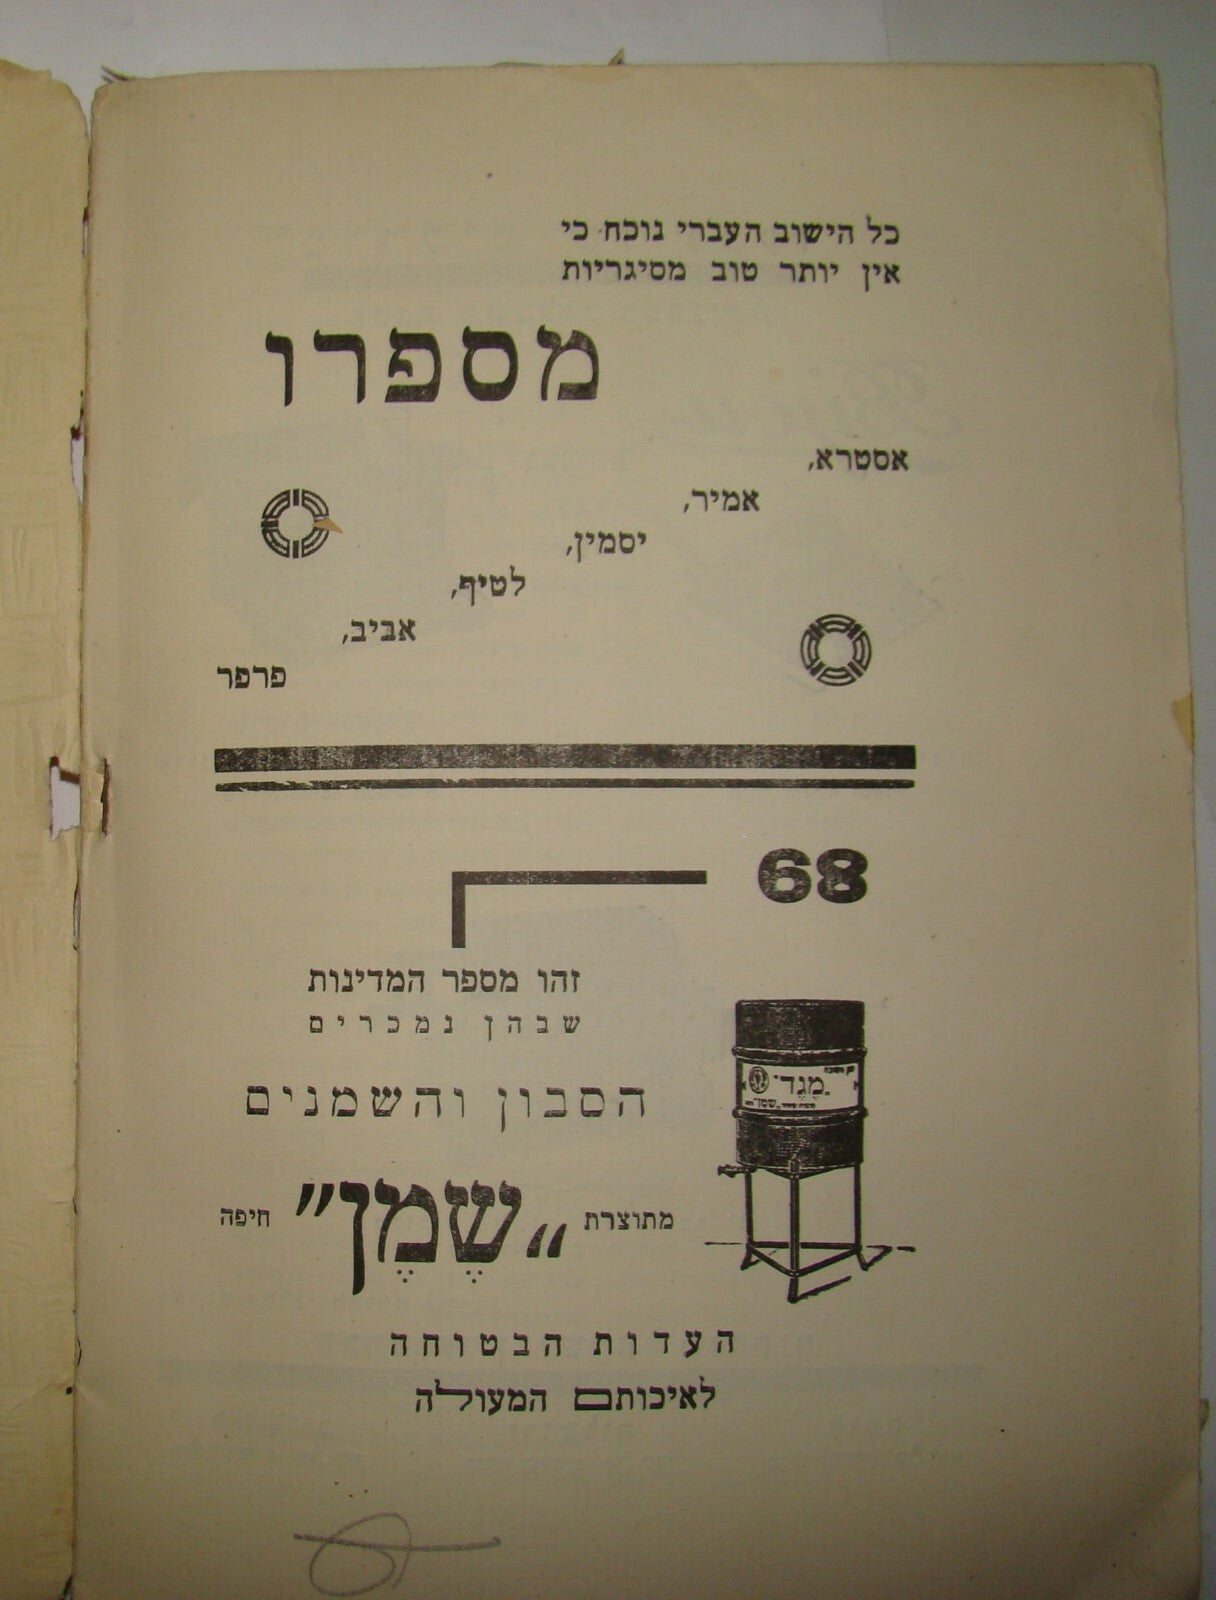 כל הישוב העברי נוכח כי
אין יותר טוב מסיגריות
מספרו
אסטרא,
אמיר,
יסמין,
לטיף,
אביב,
פרפר
68
זהו מספר המדינות
שבהן נמכרים
הסבון והשמנים
מתוצרת „שֶׁמֶן” חיפה
„מגד”
„שמן”
העדות הבטוחה
לאיכותם המעולה